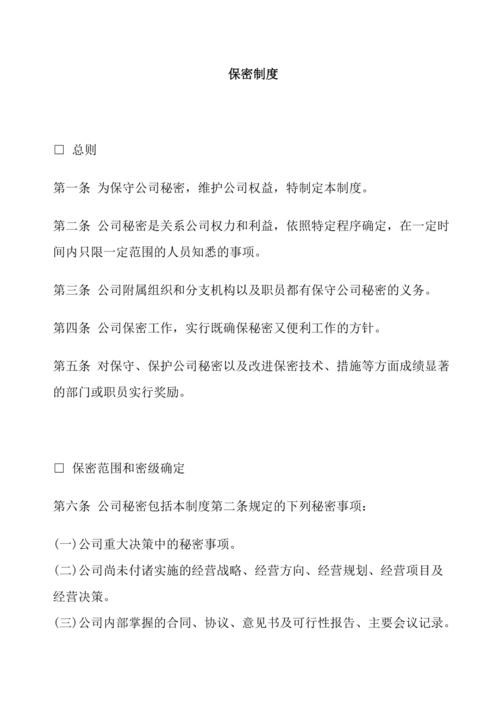 保密制度
□ 总则
第一条 为保守公司秘密，维护公司权益，特制定本制度。
第二条 公司秘密是关系公司权力和利益，依照特定程序确定，在一定时
间内只限一定范围的人员知悉的事项。
第三条 公司附属组织和分支机构以及职员都有保守公司秘密的义务。
第四条 公司保密工作，实行既确保秘密又便利工作的方针。
第五条 对保守、保护公司秘密以及改进保密技术、措施等方面成绩显著
的部门或职员实行奖励。
□ 保密范围和密级确定
第六条 公司秘密包括本制度第二条规定的下列秘密事项：
(一)公司重大决策中的秘密事项。
(二)公司尚未付诸实施的经营战略、经营方向、经营规划、经营项目及
经营决策。
(三)公司内部掌握的合同、协议、意见书及可行性报告、主要会议记录。